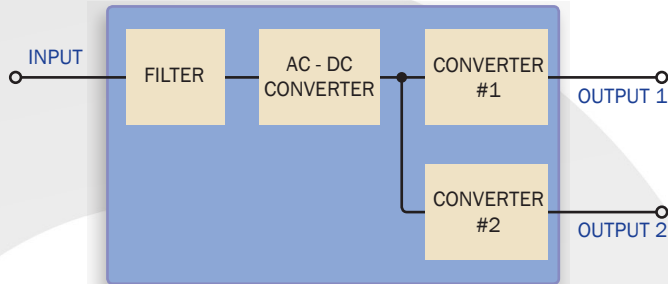 INPUT
FILTER
AC - DC
CONVERTER
CONVERTER
#1
OUTPUT 1
CONVERTER
#2
OUTPUT 2